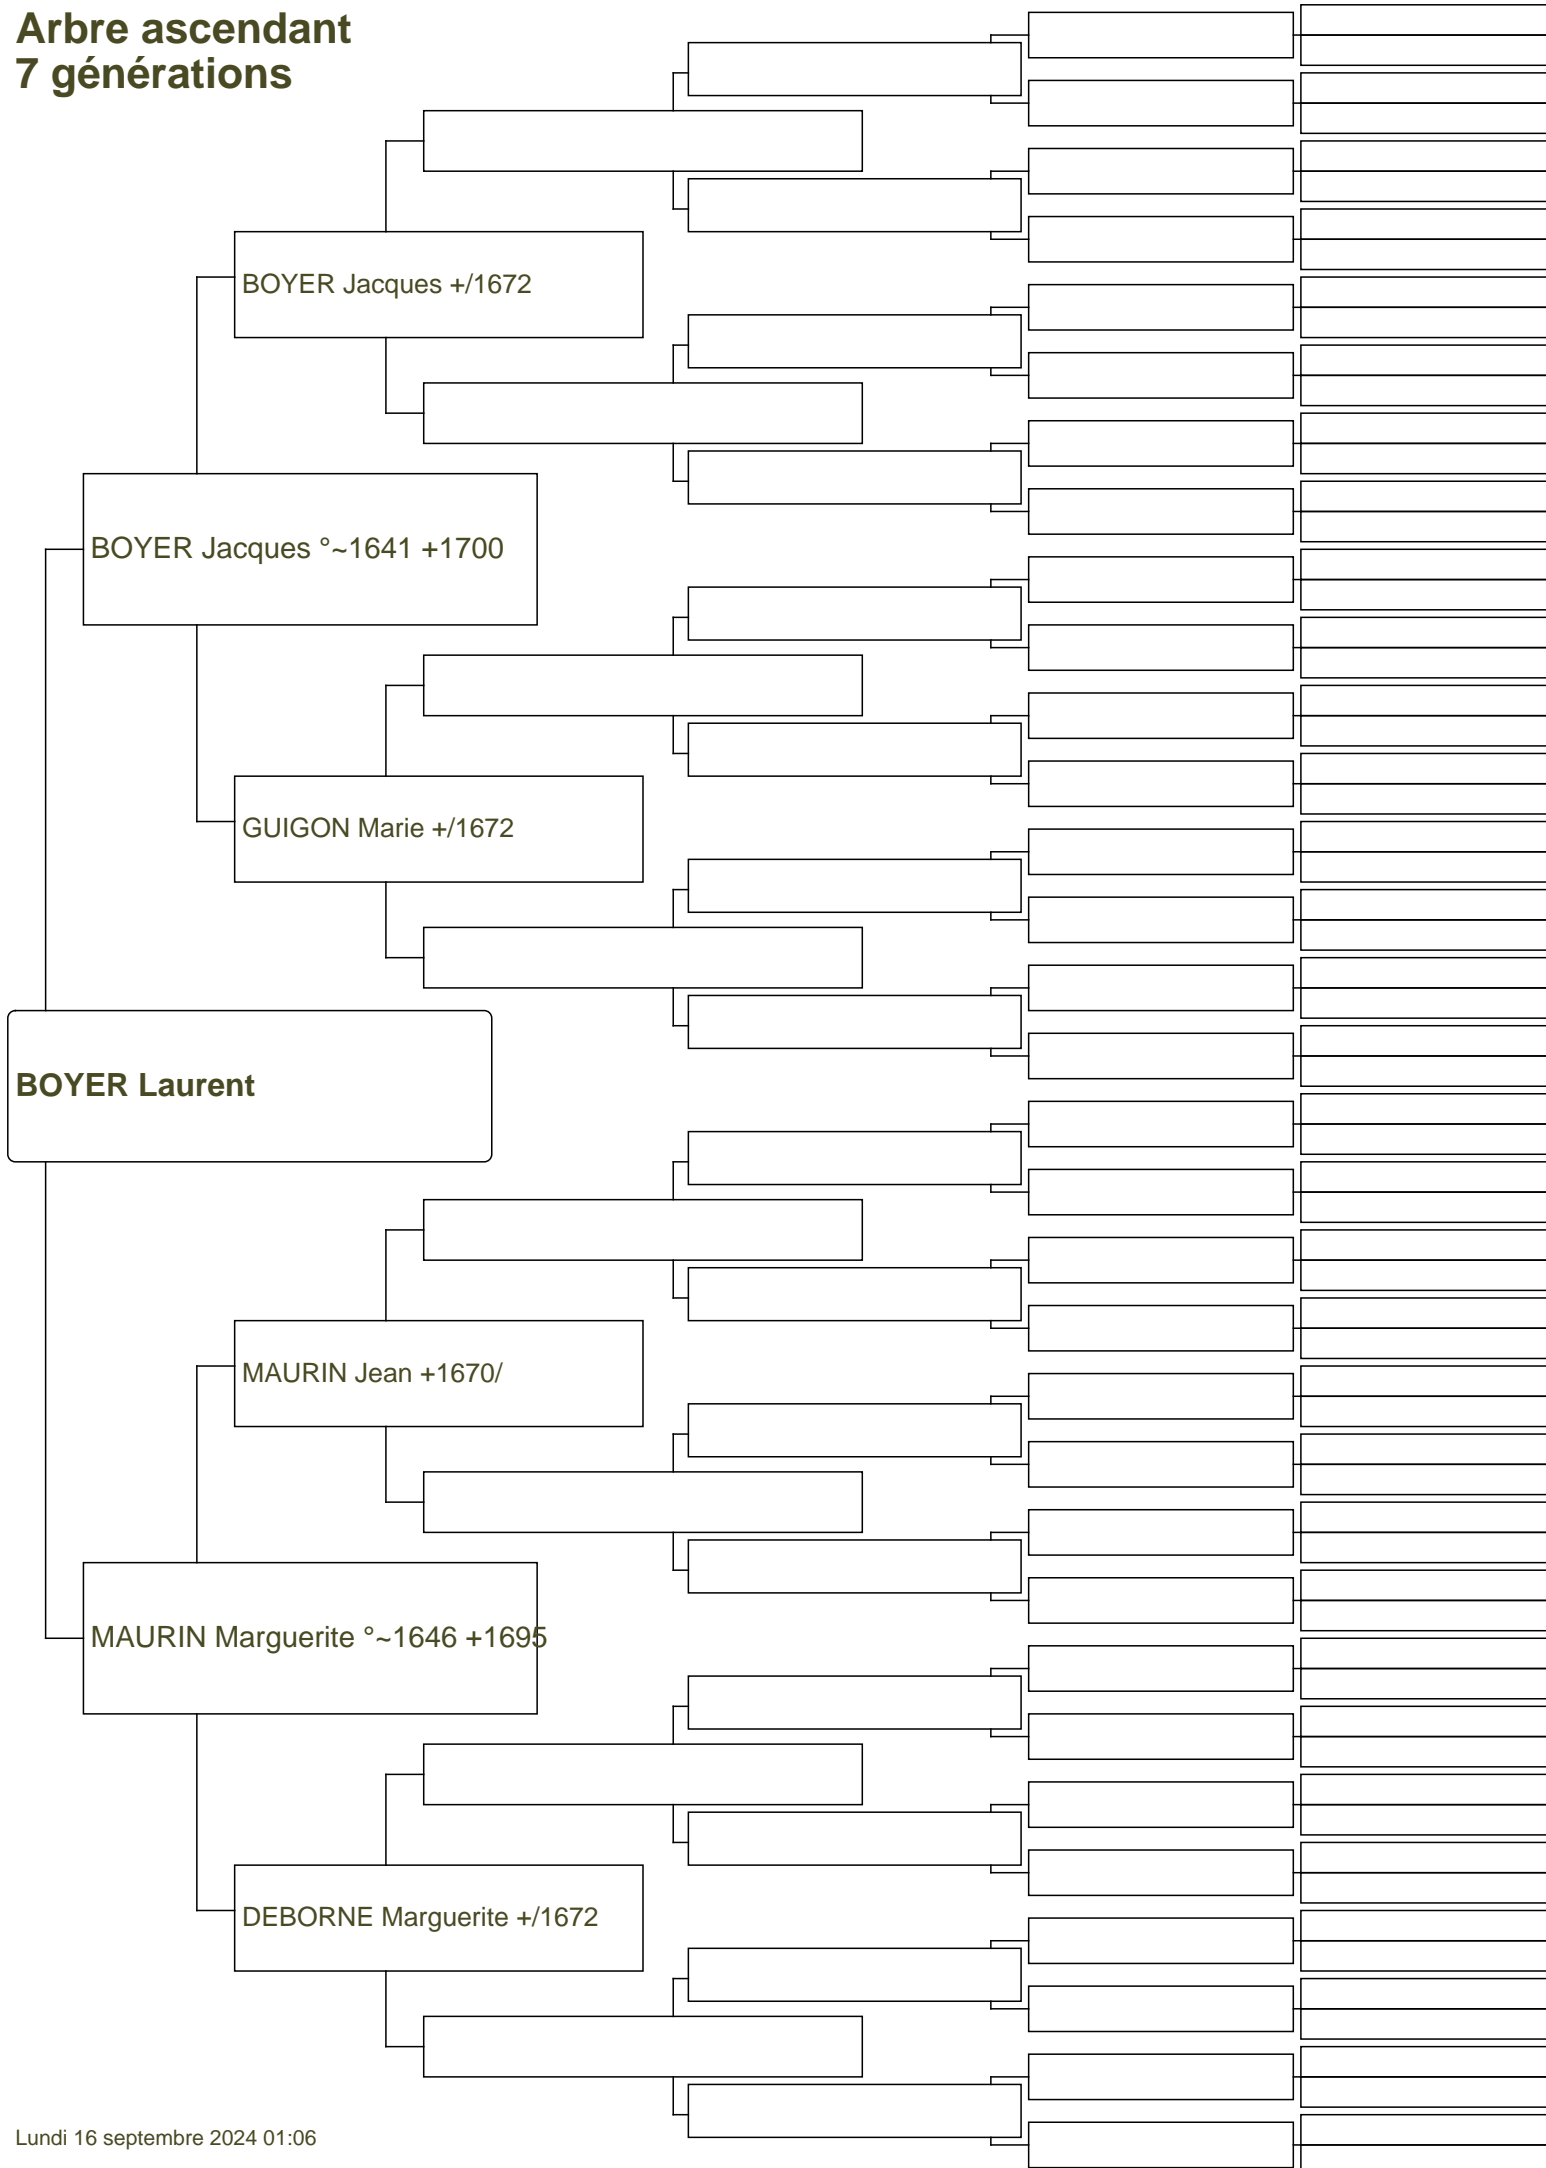 Arbre ascendant
7 générations
BOYER Jacques +/1672
BOYER Jacques °~1641 +1700
GUIGON Marie +/1672
BOYER Laurent
MAURIN Jean +1670/
MAURIN Marguerite °~1646 +1695
DEBORNE Marguerite +/1672
Lundi 16 septembre 2024 01:06